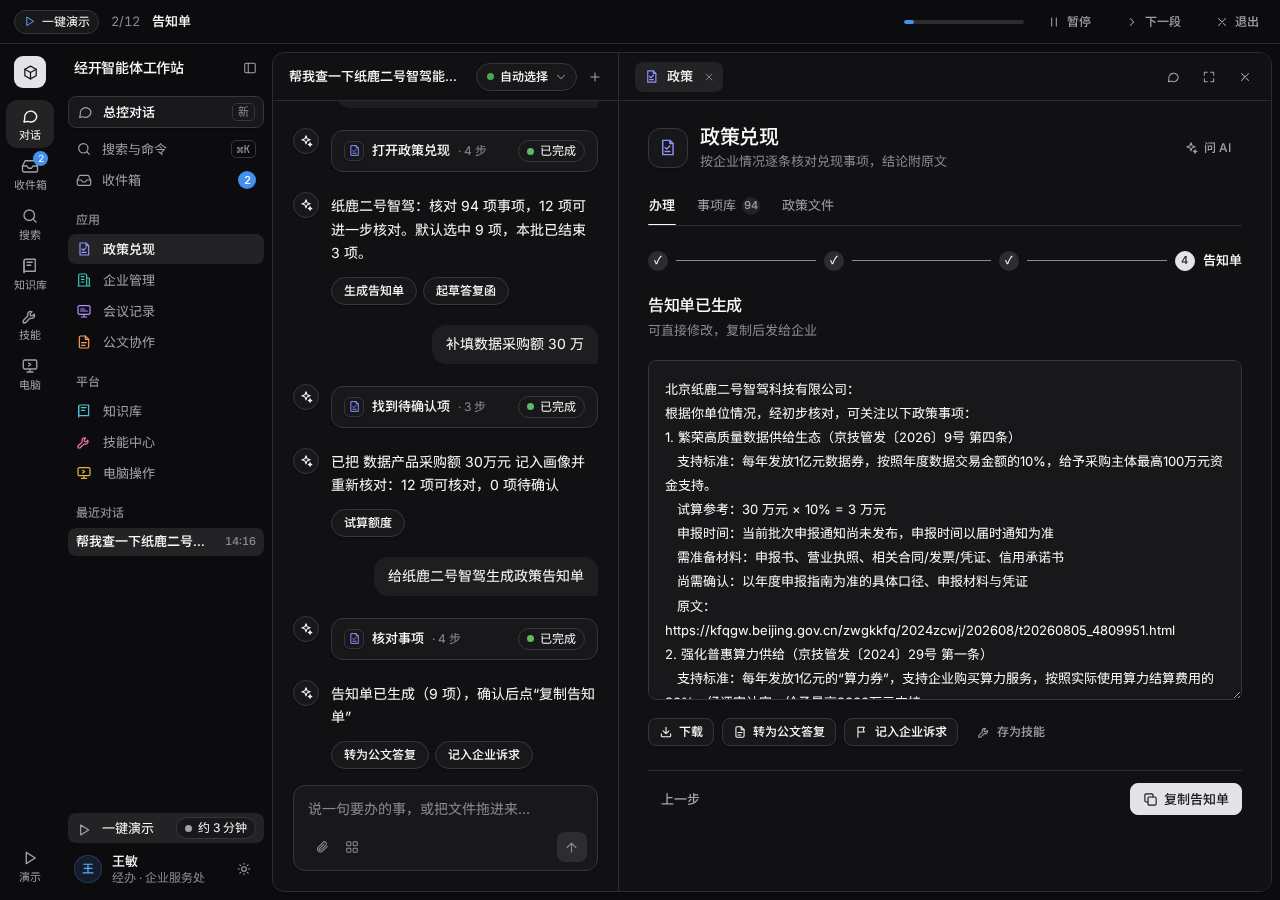 一键演示
2/12
告知单
暂停
下一段
退出
对话
2
收件箱
搜索
知识库
技能
电脑
演示
经开智能体工作站
总控对话
新
搜索与命令
⌘K
收件箱
2
应用
政策兑现
企业管理
会议记录
公文协作
平台
知识库
技能中心
电脑操作
最近对话
帮我查一下纸鹿二号...
14:16
一键演示
约 3 分钟
王
王敏
经办 · 企业服务处
帮我查一下纸鹿二号智驾能...
自动选择
打开政策兑现 · 4 步
已完成
纸鹿二号智驾：核对 94 项事项，12 项可
进一步核对。默认选中 9 项，本批已结束
3 项。
生成告知单
起草答复函
补填数据采购额 30 万
找到待确认项 · 3 步
已完成
已把 数据产品采购额 30万元 记入画像并
重新核对：12 项可核对，0 项待确认
试算额度
给纸鹿二号智驾生成政策告知单
核对事项 · 4 步
已完成
告知单已生成（9 项），确认后点“复制告知
单”
转为公文答复
记入企业诉求
说一句要办的事，或把文件拖进来...
政策
政策兑现
按企业情况逐条核对兑现事项，结论附原文
问 AI
办理
事项库 94
政策文件
4 告知单
告知单已生成
可直接修改，复制后发给企业
北京纸鹿二号智驾科技有限公司：
根据你单位情况，经初步核对，可关注以下政策事项：
1. 繁荣高质量数据供给生态（京技管发〔2026〕9号 第四条）
支持标准：每年发放1亿元数据券，按照年度数据交易金额的10%，给予采购主体最高100万元资
金支持。
试算参考：30 万元 × 10% = 3 万元
申报时间：当前批次申报通知尚未发布，申报时间以届时通知为准
需准备材料：申报书、营业执照、相关合同/发票/凭证、信用承诺书
尚需确认：以年度申报指南为准的具体口径、申报材料与凭证
原文：
https://kfqgw.beijing.gov.cn/zwgkkfq/2024zcwj/202608/t20260805_4809951.html
2. 强化普惠算力供给（京技管发〔2024〕29号 第一条）
支持标准：每年发放1亿元的“算力券”，支持企业购买算力服务，按照实际使用算力结算费用的
下载
转为公文答复
记入企业诉求
存为技能
上一步
复制告知单